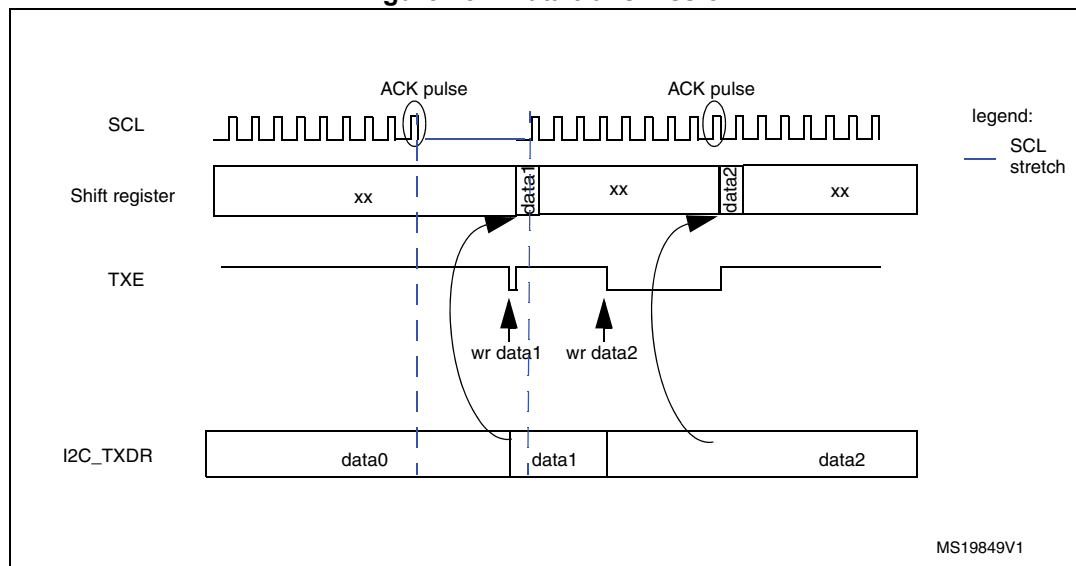 ACK pulse
ACK pulse
SCL
legend:
SCL
stretch
Shift register
xx
data1
xx
data2
xx
TXE
wr data1
wr data2
I2C_TXDR
data0
data1
data2
MS19849V1